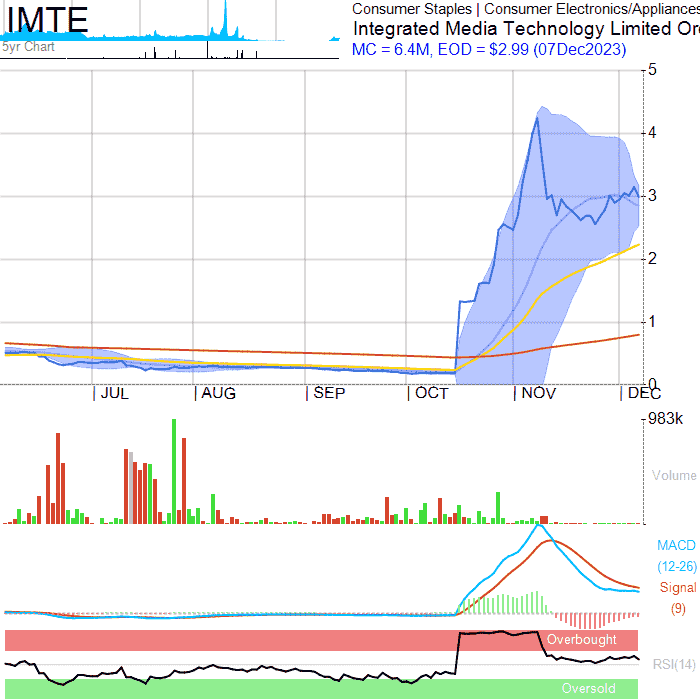 IMTE
5yr Chart
Consumer Staples | Consumer Electronics/Appliances
Integrated Media Technology Limited Or
MC = 6.4M, EOD = $2.99 (07Dec2023)
5
4
3
2
1
0
JUL
AUG
SEP
OCT
NOV
DEC
983k
Volume
MACD
(12-26)
Signal
(9)
Overbought
RSI(14)
Oversold